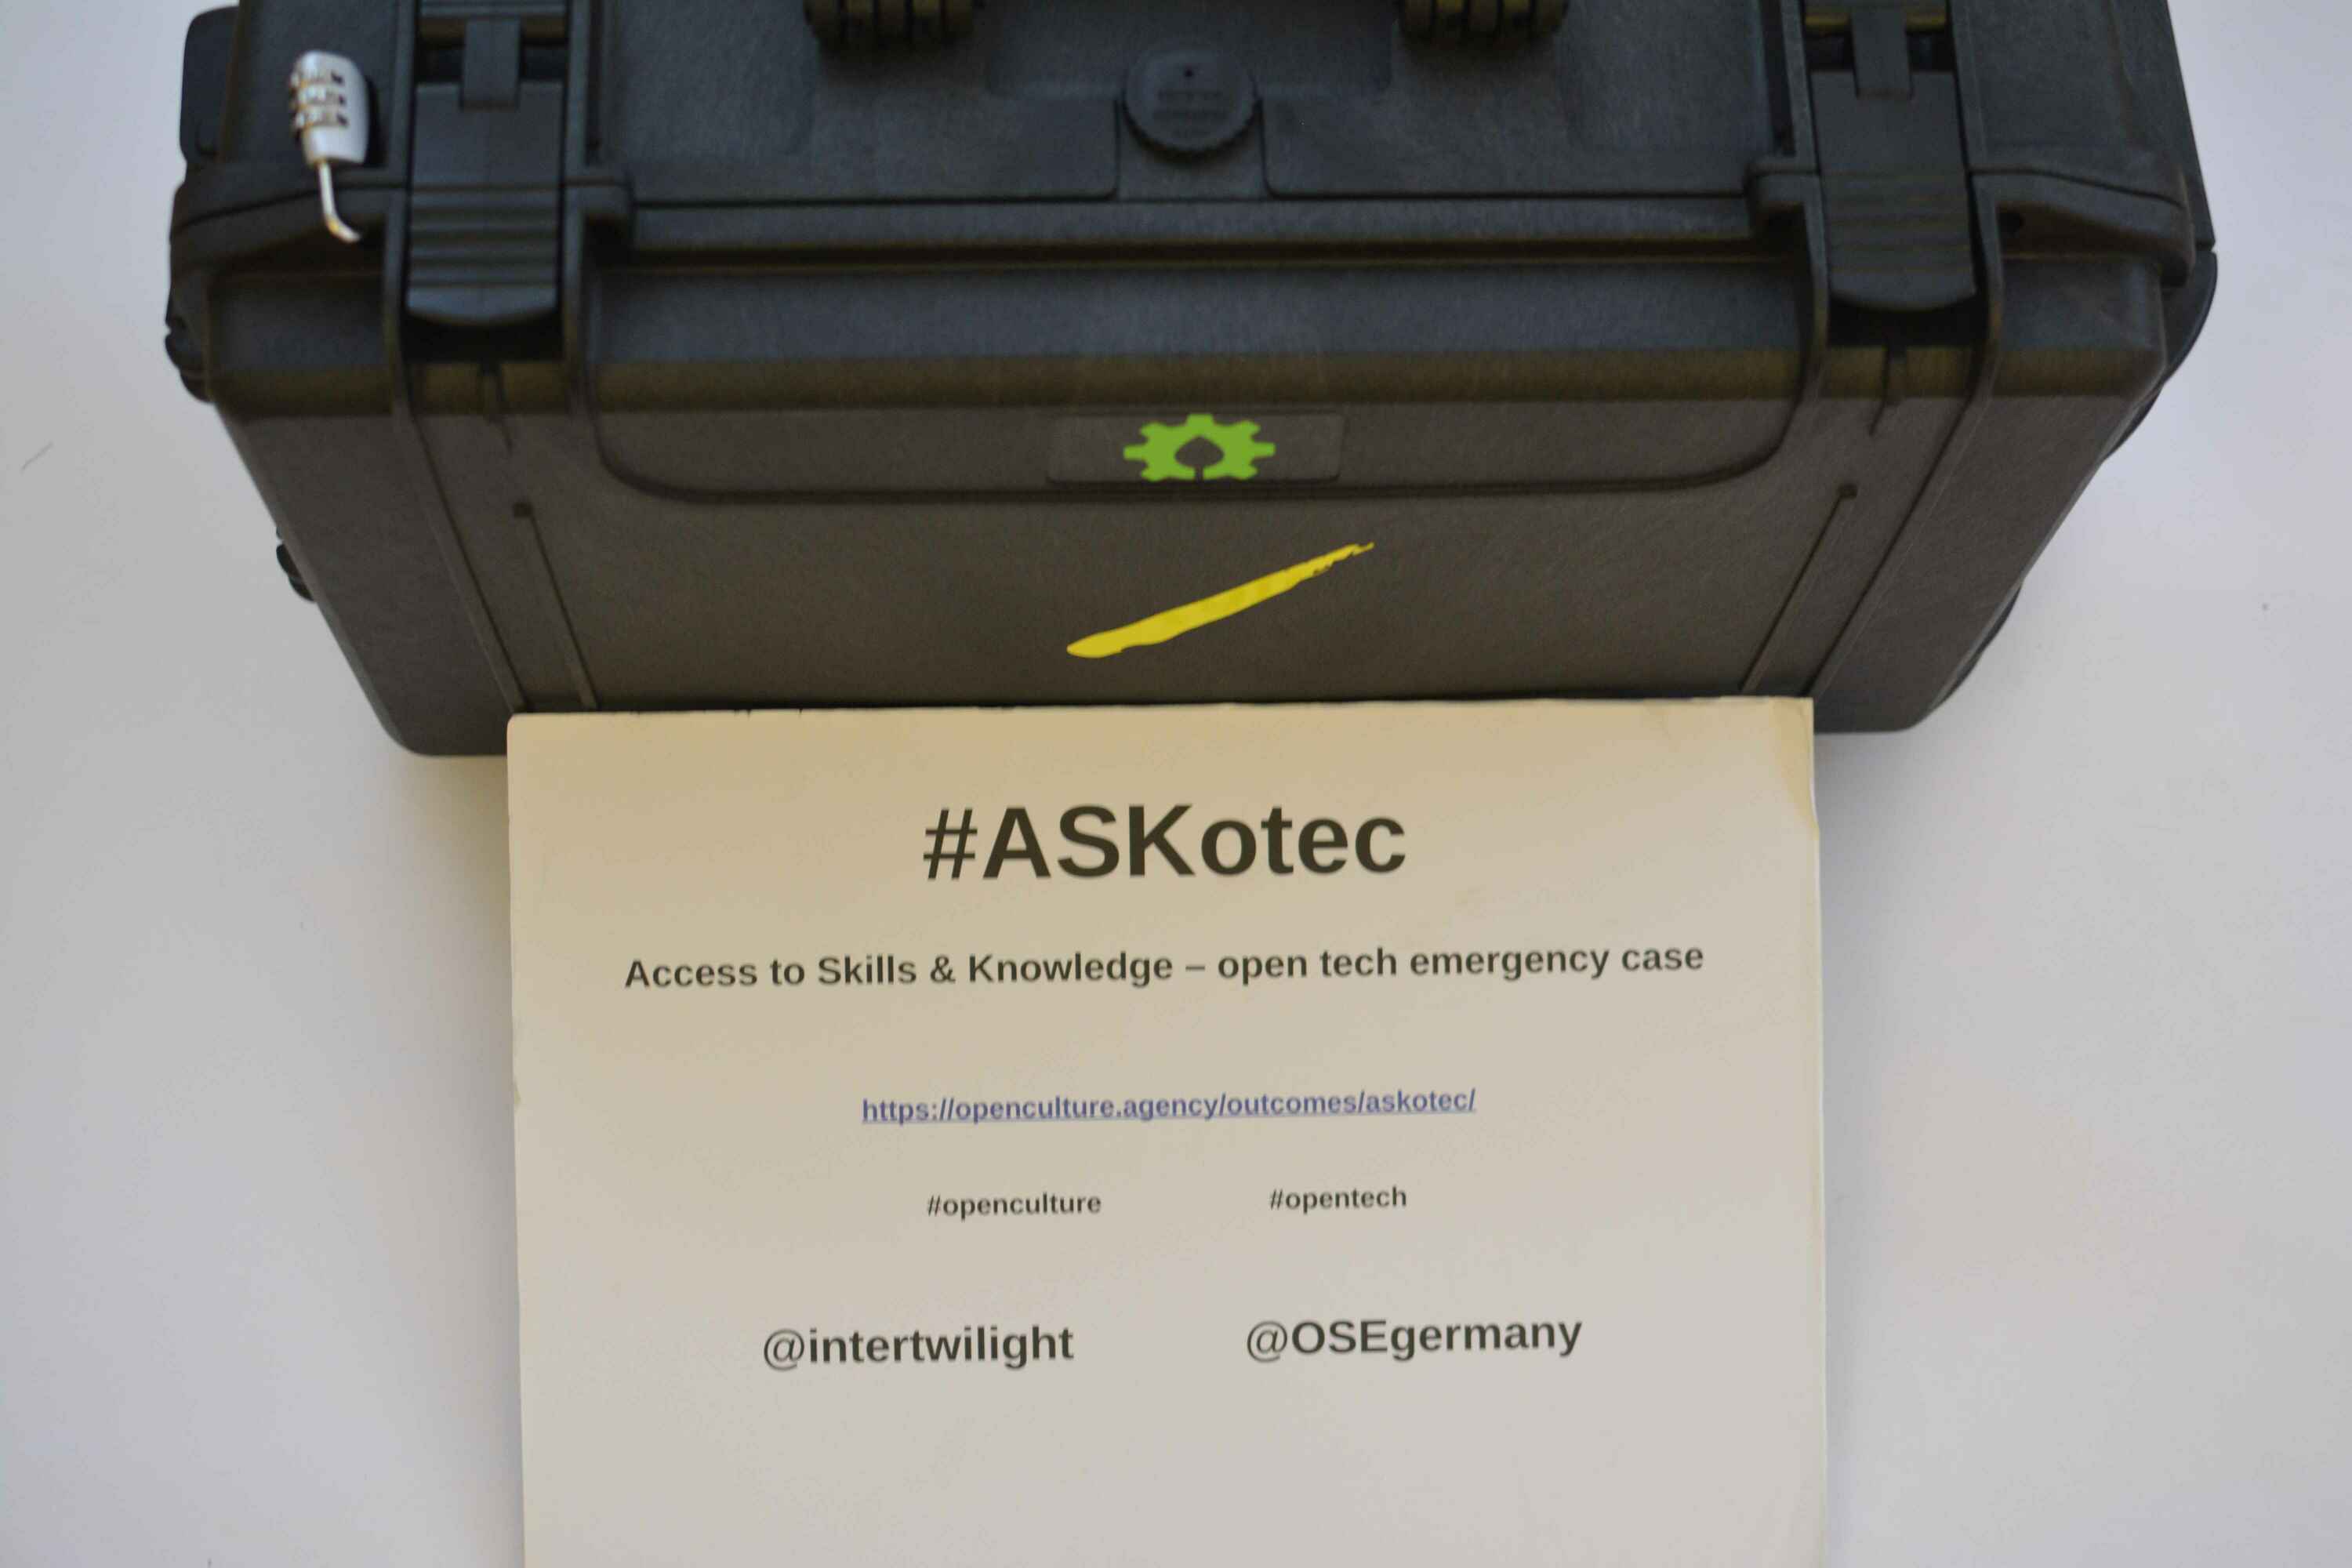 #ASKotec
Access to Skills & Knowledge – open tech emergency case
https://openculture.agency/outcomes/askotec/
#openculture #opentech
@intertwilight @OSEgermany